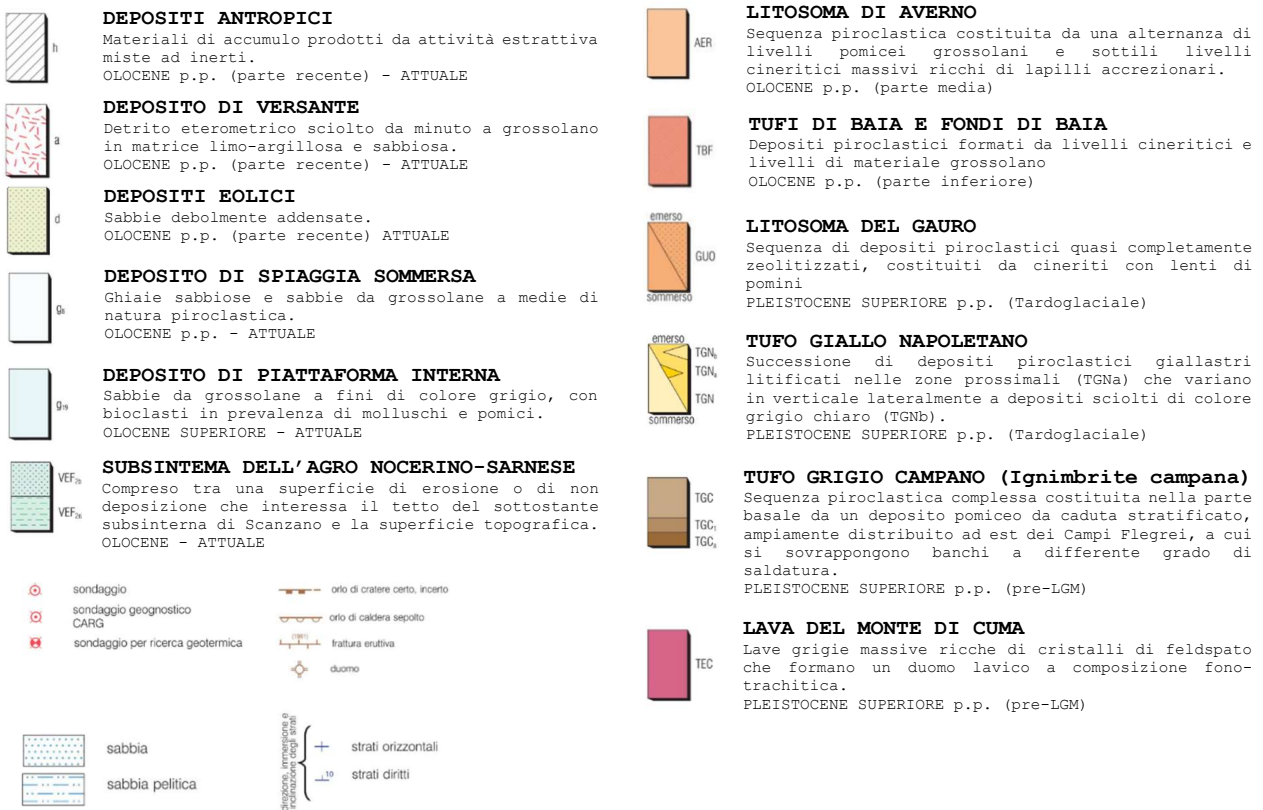 DEPOSITI ANTROPICI
h
Materiali di accumulo prodotti da attività estrattiva
miste ad inerti.
OLOCENE p.p. (parte recente) - ATTUALE
DEPOSITO DI VERSANTE
a
Detrito eterometrico sciolto da minuto a grossolano
in matrice limo-argillosa e sabbiosa.
OLOCENE p.p. (parte recente) - ATTUALE
DEPOSITI EOLICI
d
Sabbie debolmente addensate.
OLOCENE p.p. (parte recente) ATTUALE
DEPOSITO DI SPIAGGIA SOMMERSA
g8
Ghiaie sabbiose e sabbie da grossolane a medie di
natura piroclastica.
OLOCENE p.p. - ATTUALE
DEPOSITO DI PIATTAFORMA INTERNA
g19
Sabbie da grossolane a fini di colore grigio, con
bioclasti in prevalenza di molluschi e pomici.
OLOCENE SUPERIORE - ATTUALE
SUBSINTEMA DELL'AGRO NOCERINO-SARNESE
VEF2b
VEF2e
Compreso tra una superficie di erosione o di non
deposizione che interessa il tetto del sottostante
subsinterna di Scanzano e la superficie topografica.
OLOCENE - ATTUALE
sondaggio
sondaggio geognostico
CARG
sondaggio per ricerca geotermica
orlo di cratere certo, incerto
orlo di caldera sepolto
(1981)
frattura eruttiva
duomo
sabbia
sabbia pelitica
direzione, immersione e
inclinazione degli strati
strati orizzontali
10
strati diritti
LITOSOMA DI AVERNO
AER
Sequenza piroclastica costituita da una alternanza di
livelli pomicei grossolani e sottili livelli
cineritici massivi ricchi di lapilli accrezionari.
OLOCENE p.p. (parte media)
TUFI DI BAIA E FONDI DI BAIA
TBF
Depositi piroclastici formati da livelli cineritici e
livelli di materiale grossolano
OLOCENE p.p. (parte inferiore)
LITOSOMA DEL GAURO
emerso
GUO
sommerso
Sequenza di depositi piroclastici quasi completamente
zeolitizzati, costituiti da cineriti con lenti di
pomini
PLEISTOCENE SUPERIORE p.p. (Tardoglaciale)
TUFO GIALLO NAPOLETANO
emerso
TGNb
TGNa
TGN
sommerso
Successione di depositi piroclastici giallastri
litificati nelle zone prossimali (TGNa) che variano
in verticale lateralmente a depositi sciolti di colore
grigio chiaro (TGNb).
PLEISTOCENE SUPERIORE p.p. (Tardoglaciale)
TUFO GRIGIO CAMPANO (Ignimbrite campana)
TGC
Sequenza piroclastica complessa costituita nella parte
basale da un deposito pomiceo da caduta stratificato,
ampiamente distribuito ad est dei Campi Flegrei, a cui
si sovrappongono banchi a differente grado di
saldatura.
PLEISTOCENE SUPERIORE p.p. (pre-LGM)
LAVA DEL MONTE DI CUMA
TEC
Lave grigie massive ricche di cristalli di feldspato
che formano un duomo lavico a composizione fono-
trachitica.
PLEISTOCENE SUPERIORE p.p. (pre-LGM)